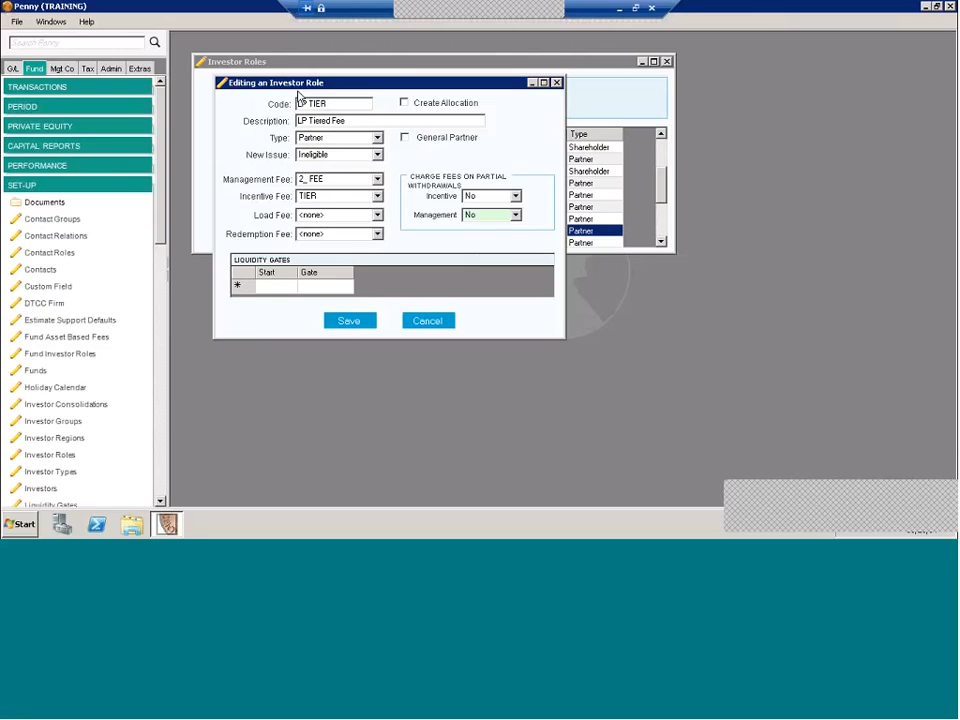 Penny (TRAINING)
File Windows Help
Search Penny
G/L Fund Mgt Co Tax Admin Extras
TRANSACTIONS
PERIOD
PRIVATE EQUITY
CAPITAL REPORTS
PERFORMANCE
SET-UP
Documents
Contact Groups
Contact Relations
Contact Roles
Contacts
Custom Field
DTCC Firm
Estimate Support Defaults
Fund Asset Based Fees
Fund Investor Roles
Funds
Holiday Calendar
Investor Consolidations
Investor Groups
Investor Regions
Investor Roles
Investor Types
Investors
Liquidity Gates
Investor Roles
Editing an Investor Role
Code: LP TIER Create Allocation
Description: LP Tiered Fee
Type: Partner General Partner
New Issue: Ineligible
Management Fee: 2_ FEE
Incentive Fee: TIER
Load Fee: <none>
Redemption Fee: <none>
CHARGE FEES ON PARTIAL
WITHDRAWALS
Incentive No
Management No
LIQUIDITY GATES
Start Gate
*
Save Cancel
Type
Shareholder
Partner
Shareholder
Partner
Partner
Partner
Partner
Partner
Partner
Start